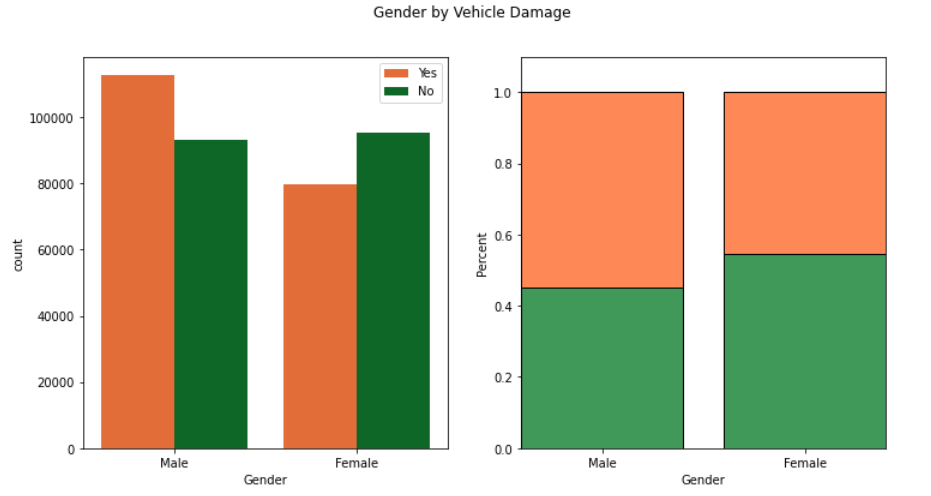 Gender by Vehicle Damage
Yes
No
100000
80000
60000
40000
20000
0
count
Male
Female
Gender
1.0
0.8
0.6
0.4
0.2
0.0
Percent
Male
Female
Gender